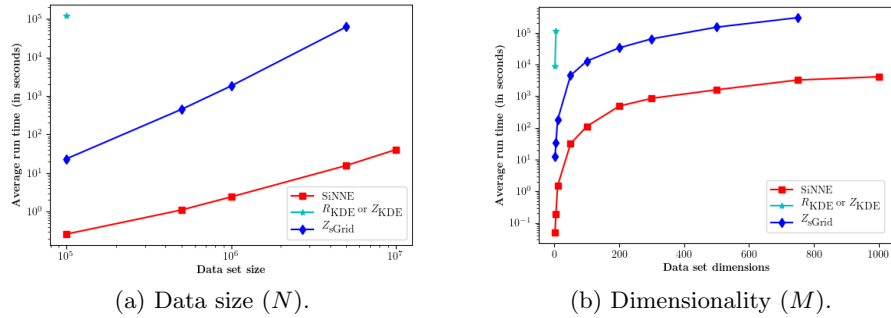 Average run time (in seconds)
10^5
10^4
10^3
10^2
10^1
10^0
10^5
10^6
10^7
Data set size
SiNNE
R_KDE or Z_KDE
Z_sGrid
(a) Data size (N).
Average run time (in seconds)
10^5
10^4
10^3
10^2
10^1
10^0
10^−1
0
200
400
600
800
1000
Data set dimensions
SiNNE
R_KDE or Z_KDE
Z_sGrid
(b) Dimensionality (M).